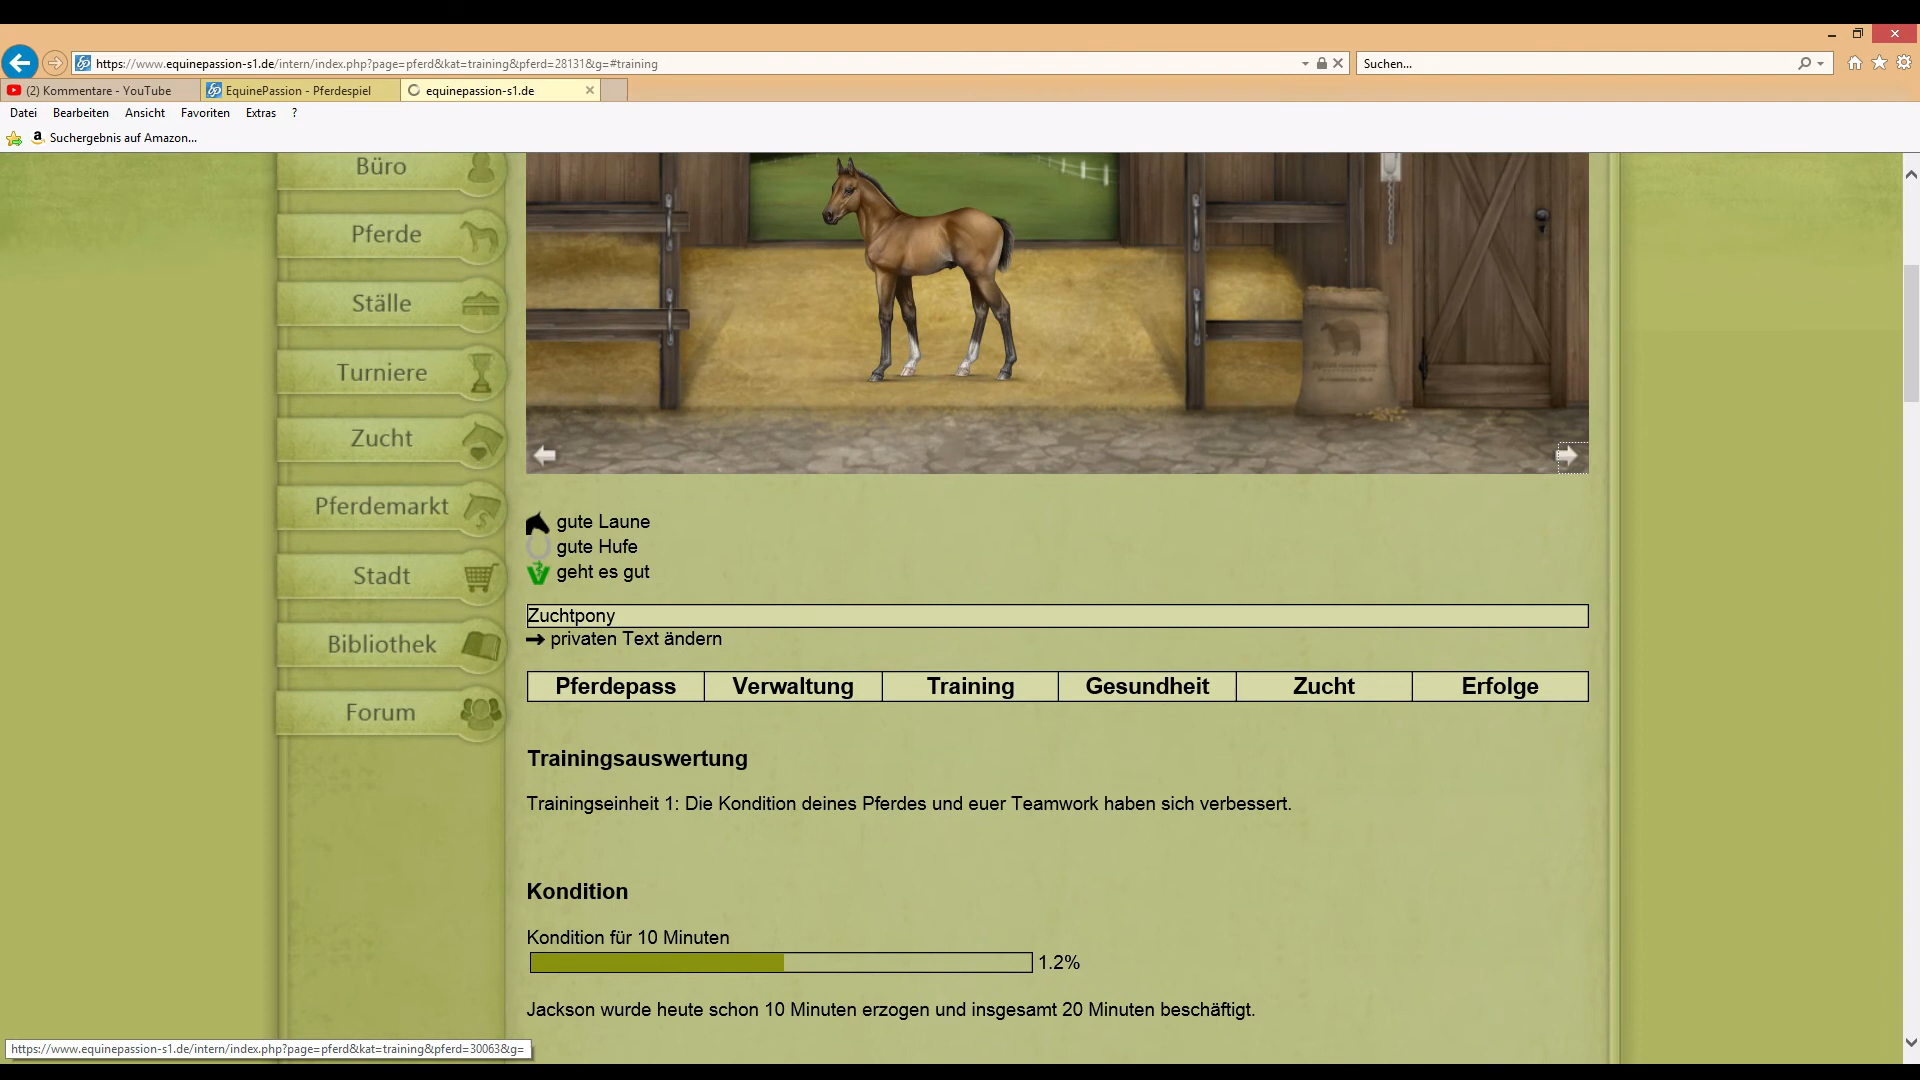 https://www.equinepassion-s1.de/intern/index.php?page=pferd&kat=training&pferd=28131&g=#training
Suchen...
(2) Kommentare - YouTube
EquinePassion - Pferdespiel
equinepassion-s1.de
Datei Bearbeiten Ansicht Favoriten Extras ?
Suchergebnis auf Amazon...
Büro
Pferde
Ställe
Turniere
Zucht
Pferdemarkt
Stadt
Bibliothek
Forum
gute Laune
gute Hufe
geht es gut
Zuchtpony
privaten Text ändern
Pferdepass Verwaltung Training Gesundheit Zucht Erfolge
Trainingsauswertung
Trainingseinheit 1: Die Kondition deines Pferdes und euer Teamwork haben sich verbessert.
Kondition
Kondition für 10 Minuten
1.2%
Jackson wurde heute schon 10 Minuten erzogen und insgesamt 20 Minuten beschäftigt.
https://www.equinepassion-s1.de/intern/index.php?page=pferd&kat=training&pferd=30063&g=